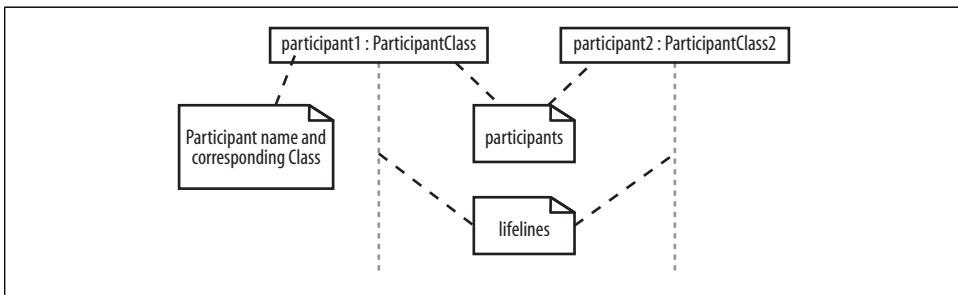 participant1 : ParticipantClass
participant2 : ParticipantClass2
Participant name and
corresponding Class
participants
lifelines